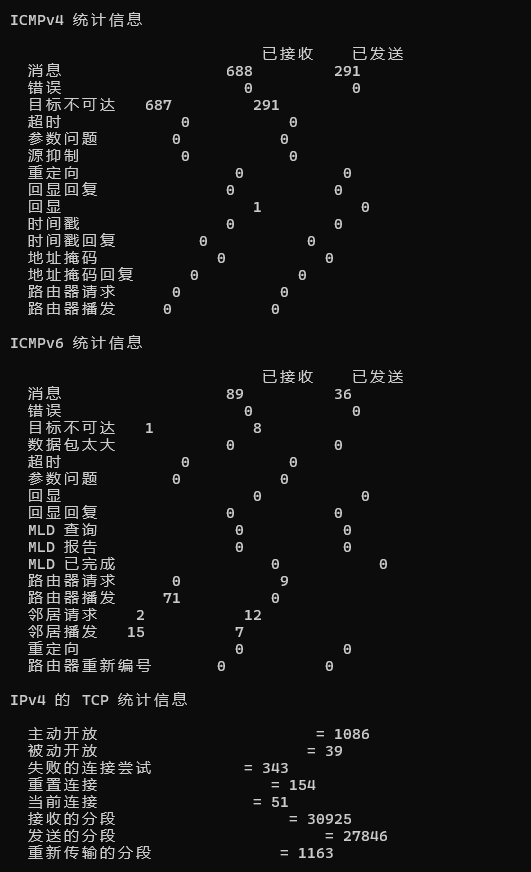 ICMPv4 统计信息
已接收 已发送
消息 688 291
错误 0 0
目标不可达 687 291
超时 0 0
参数问题 0 0
源抑制 0 0
重定向 0 0
回显回复 0 0
回显 1 0
时间戳 0 0
时间戳回复 0 0
地址掩码 0 0
地址掩码回复 0 0
路由器请求 0 0
路由器播发 0 0
ICMPv6 统计信息
已接收 已发送
消息 89 36
错误 0 0
目标不可达 1 8
数据包太大 0 0
超时 0 0
参数问题 0 0
回显 0 0
回显回复 0 0
MLD 查询 0 0
MLD 报告 0 0
MLD 已完成 0 0
路由器请求 0 9
路由器播发 71 0
邻居请求 2 12
邻居播发 15 7
重定向 0 0
路由器重新编号 0 0
IPv4 的 TCP 统计信息
主动开放 = 1086
被动开放 = 39
失败的连接尝试 = 343
重置连接 = 154
当前连接 = 51
接收的分段 = 30925
发送的分段 = 27846
重新传输的分段 = 1163